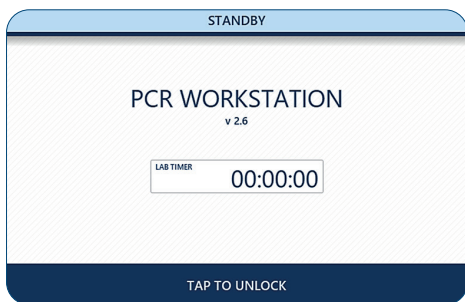 STANDBY
PCR WORKSTATION
v 2.6
LAB TIMER
00:00:00
TAP TO UNLOCK